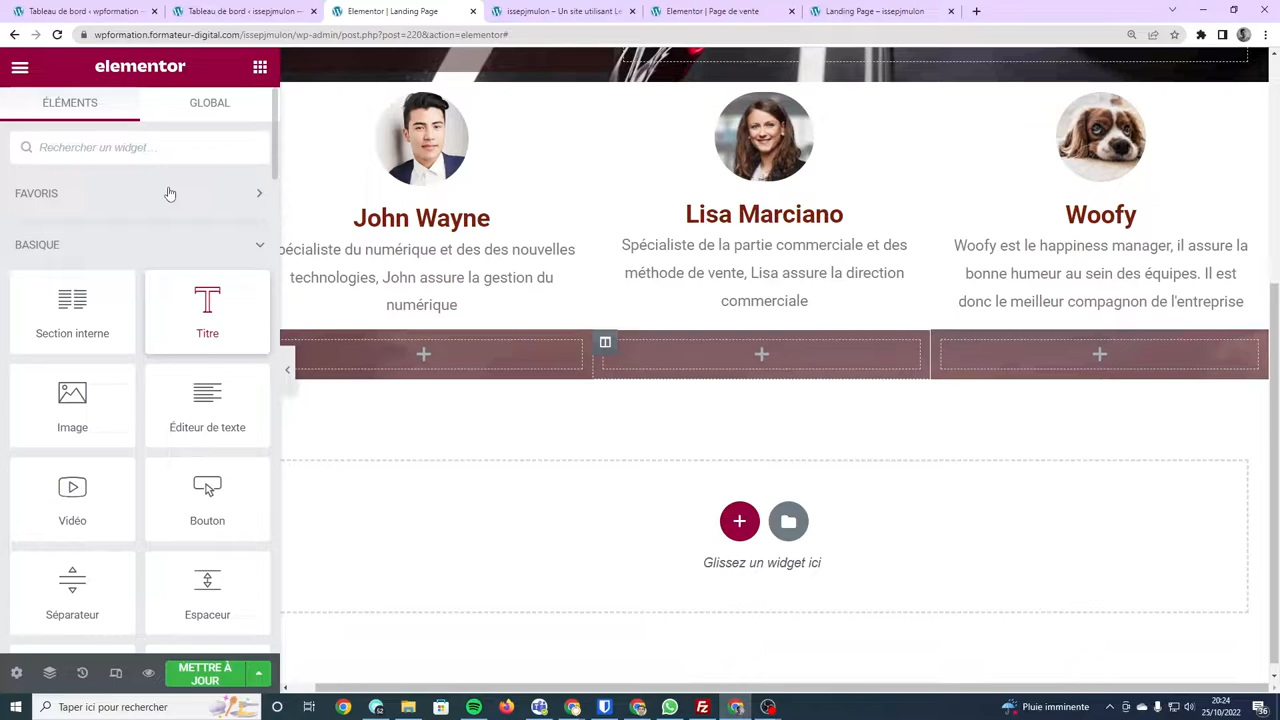 Tableau de bord ‹ issepjmulon
Tableau de bord ‹ issepjmulon
Elementor | Landing Page
issepjmulon – Un site utilisant
Elementor | Landing Page
Landing Page – issepjmulon
wpformation.formateur-digital.com/issepjmulon/wp-admin/post.php?post=220&action=elementor#
elementor
ÉLÉMENTS
GLOBAL
Rechercher un widget ...
FAVORIS
BASIQUE
Section interne
Titre
Image
Éditeur de texte
Vidéo
Bouton
Séparateur
Espaceur
METTRE À
JOUR
John Wayne
pécialiste du numérique et des des nouvelles
technologies, John assure la gestion du
numérique
Lisa Marciano
Spécialiste de la partie commerciale et des
méthode de vente, Lisa assure la direction
commerciale
Woofy
Woofy est le happiness manager, il assure la
bonne humeur au sein des équipes. Il est
donc le meilleur compagnon de l'entreprise
Glissez un widget ici
Taper ici pour rechercher
Pluie imminente
20:24
25/10/2022